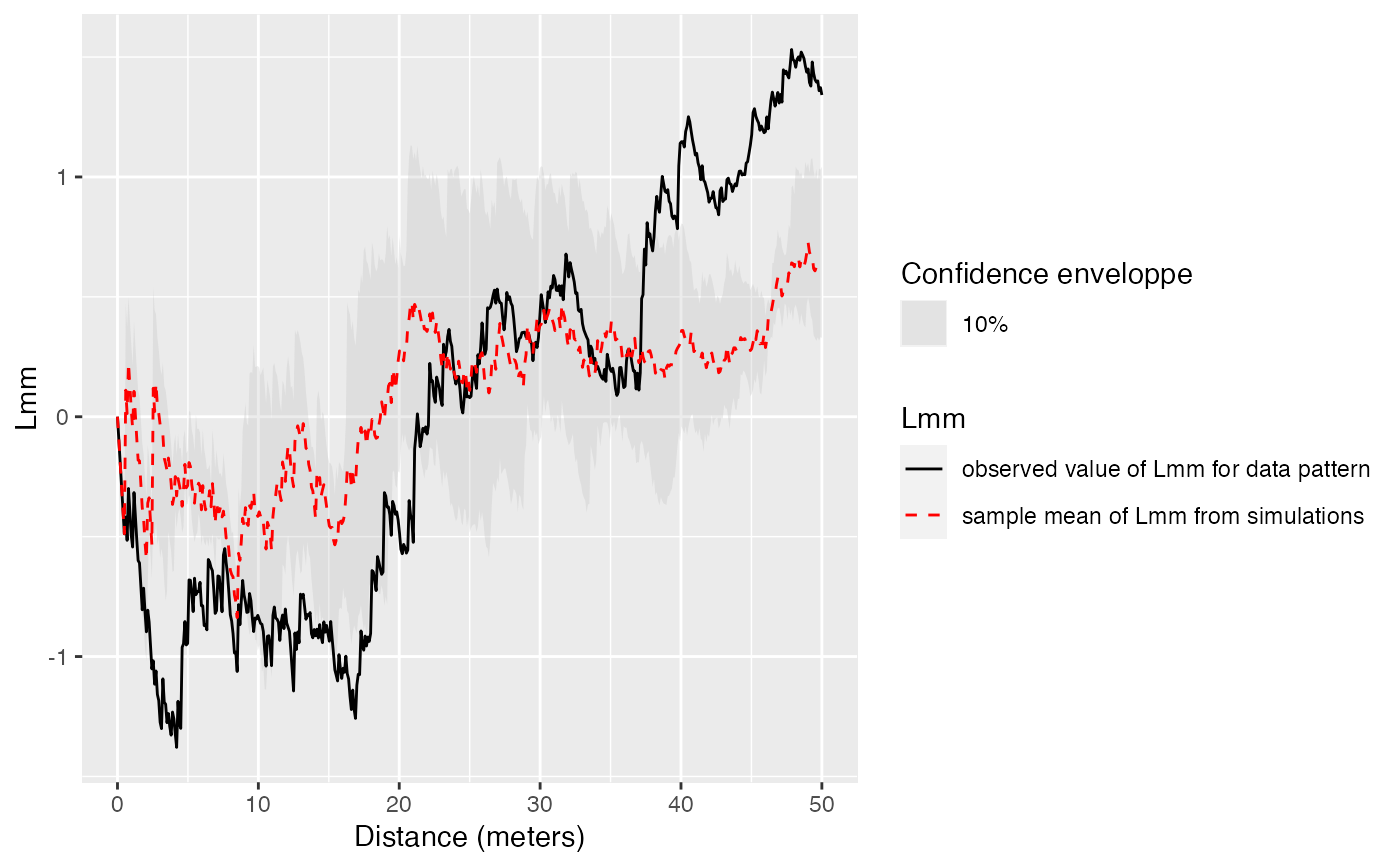 Lmm
1
0
-1
0 10 20 30 40 50
Distance (meters)
Confidence enveloppe
10%
Lmm
observed value of Lmm for data pattern
sample mean of Lmm from simulations